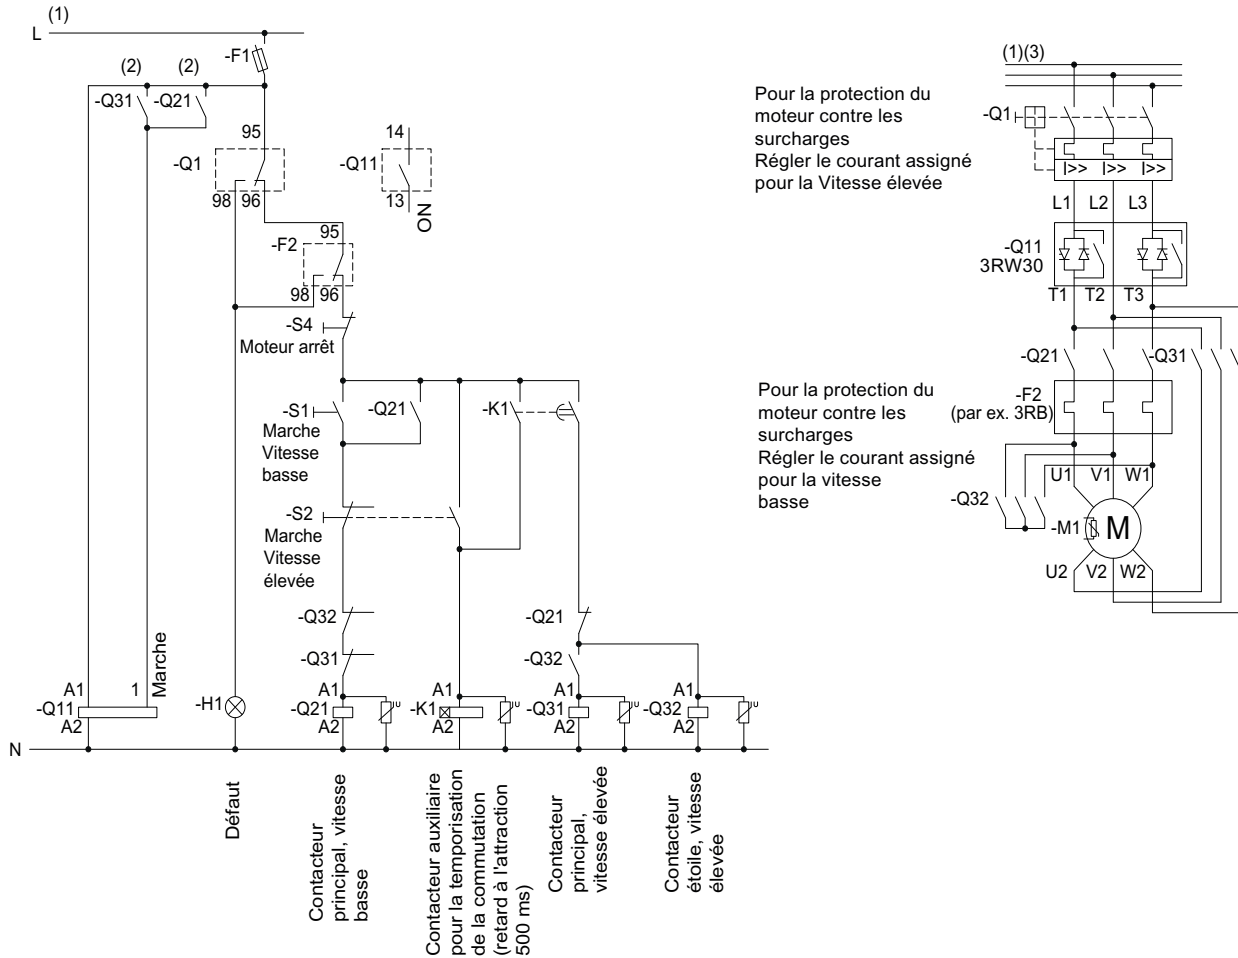 (1)
L
-F1
(2)
(2)
-Q31
-Q21
95
-Q1
98
96
14
-Q11
13
ON
95
-F2
98
96
-S4
Moteur arrêt
-S1
Marche
Vitesse
basse
-Q21
-K1
-S2
Marche
Vitesse
élevée
-Q32
-Q31
-Q21
-Q32
Marche
A1
1
-Q11
A2
-H1
A1
-Q21
A2
U
A1
-K1
A2
U
A1
-Q31
A2
U
A1
-Q32
A2
U
N
Défaut
Contacteur
principal, vitesse
basse
Contacteur auxiliaire
pour la temporisation
de la commutation
(retard à l'attraction
500 ms)
Contacteur
principal,
vitesse élevée
Contacteur
étoile, vitesse
élevée
Pour la protection du
moteur contre les
surcharges
Régler le courant assigné
pour la Vitesse élevée
(1)(3)
-Q1
I>>
I>>
I>>
L1
L2
L3
-Q11
3RW30
T1
T2
T3
-Q21
-Q31
Pour la protection du
moteur contre les
surcharges
Régler le courant assigné
pour la vitesse
basse
-F2
(par ex. 3RB)
U1
V1
W1
-Q32
-M1
M
U2
V2
W2